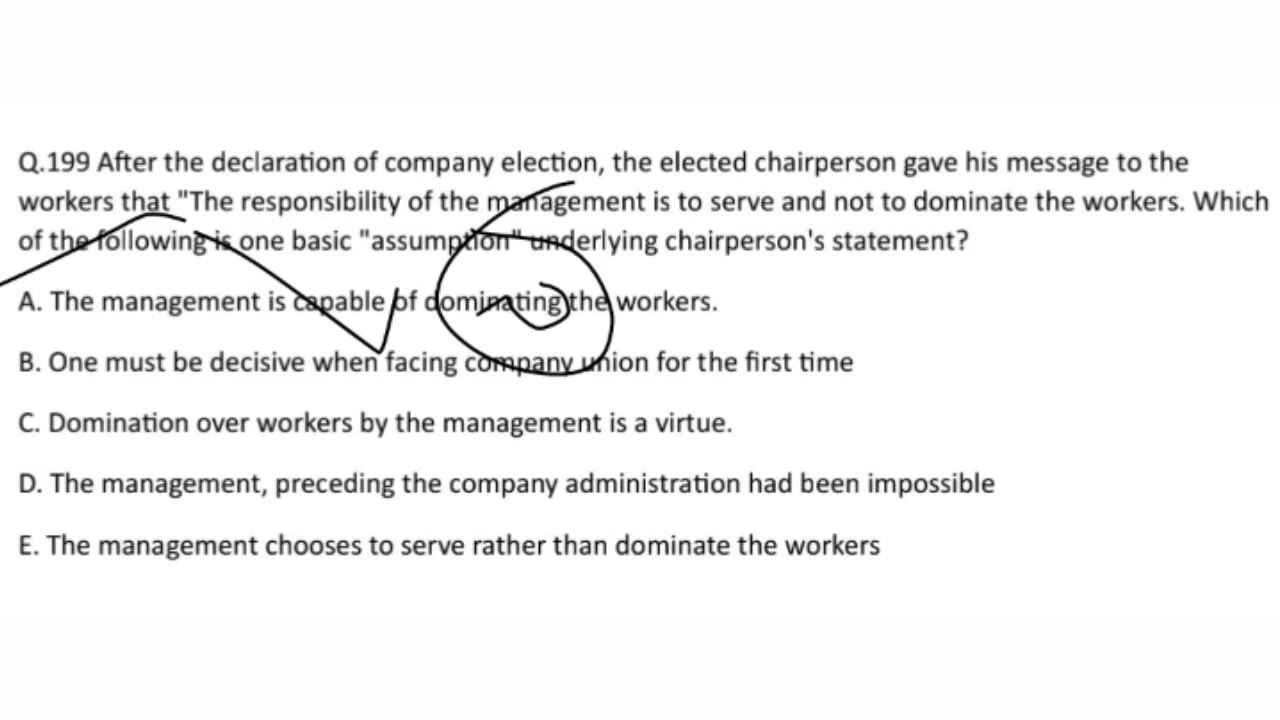 Q.199 After the declaration of company election, the elected chairperson gave his message to the
workers that "The responsibility of the management is to serve and not to dominate the workers. Which
of the following is one basic "assumption" underlying chairperson's statement?
A. The management is capable of dominating the workers.
B. One must be decisive when facing company union for the first time
C. Domination over workers by the management is a virtue.
D. The management, preceding the company administration had been impossible
E. The management chooses to serve rather than dominate the workers